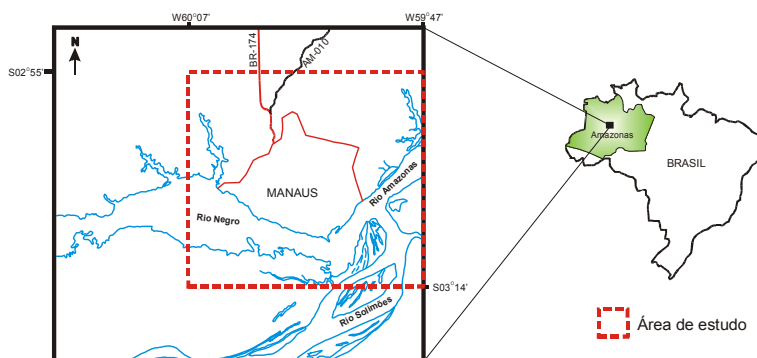 W60°07'
W59°47'
S02°55'
N
BR-174
AM-010
MANAUS
Rio Negro
Rio Amazonas
Rio Solimões
S03°14'
Amazonas
BRASIL
Área de estudo